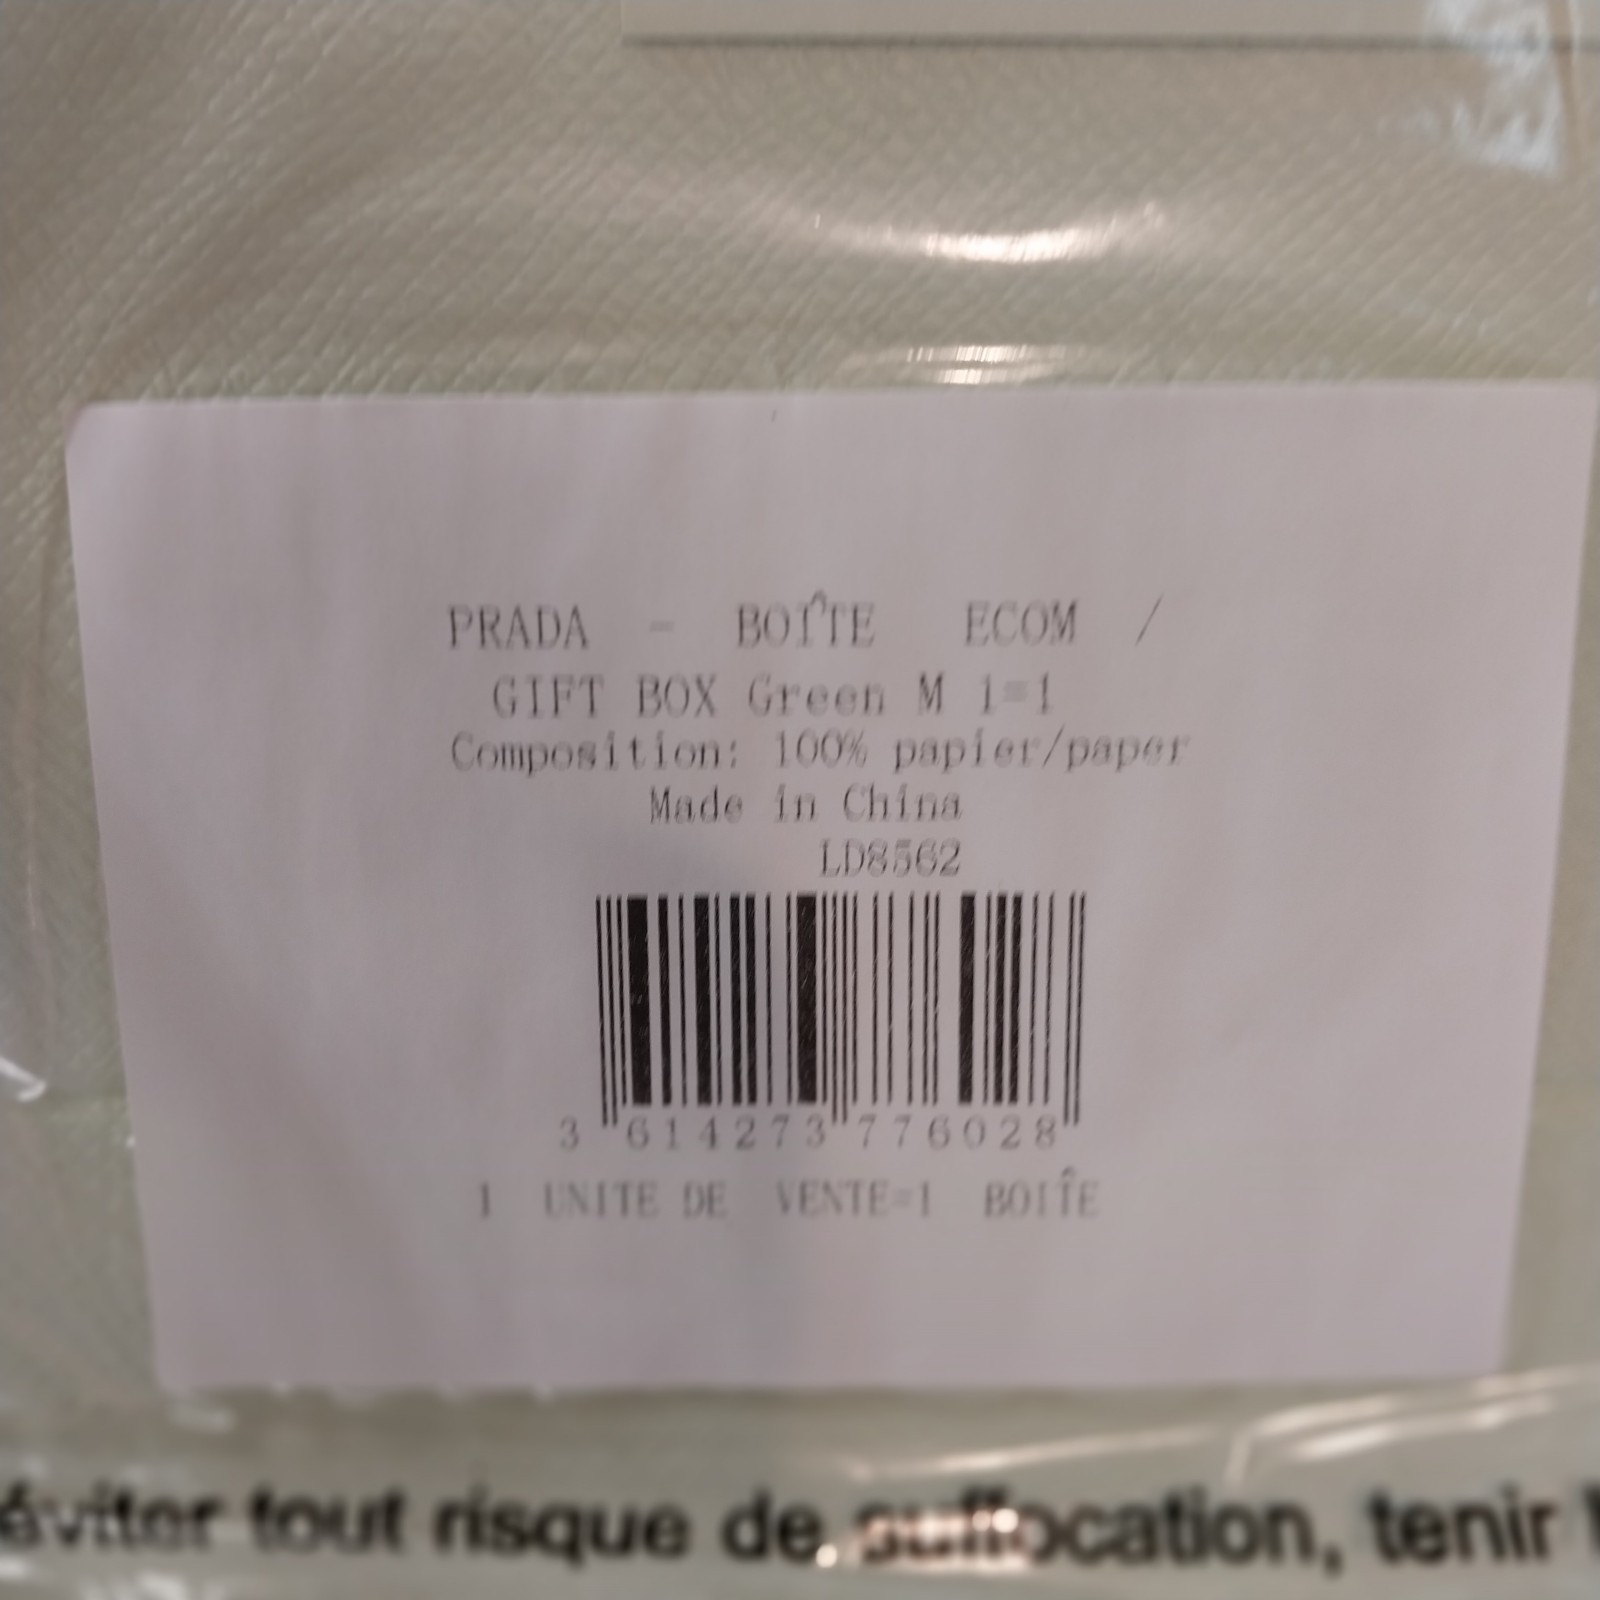 PRADA - BOÎTE ECOM /
GIFT BOX Green M 1=1
Composition: 100% papier/paper
Made in China
LD8562
3 614273 776028
1 UNITE DE VENTE=1 BOIÎE
éviter tout risque de suffocation, tenir